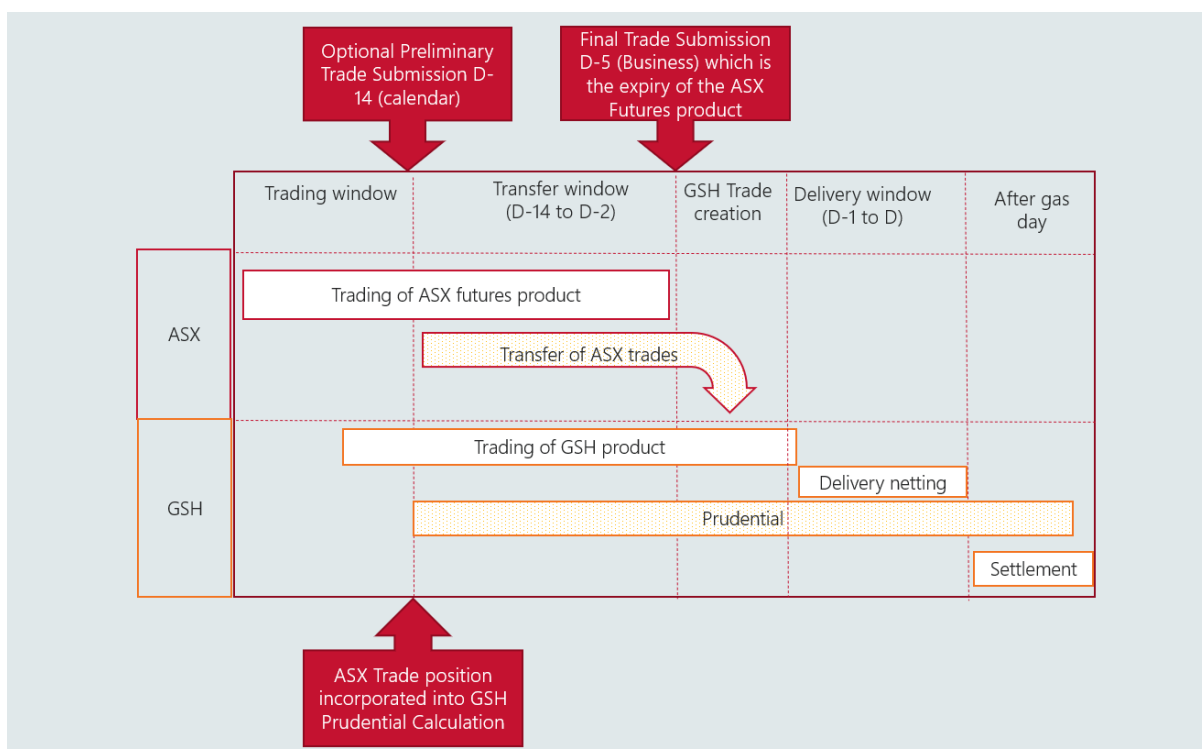 Optional Preliminary
Trade Submission D-
14 (calendar)
Final Trade Submission
D-5 (Business) which is
the expiry of the ASX
Futures product
Trading window
Transfer window
(D-14 to D-2)
GSH Trade
creation
Delivery window
(D-1 to D)
After gas
day
ASX
Trading of ASX futures product
Transfer of ASX trades
GSH
Trading of GSH product
Delivery netting
Prudential
Settlement
ASX Trade position
incorporated into GSH
Prudential Calculation